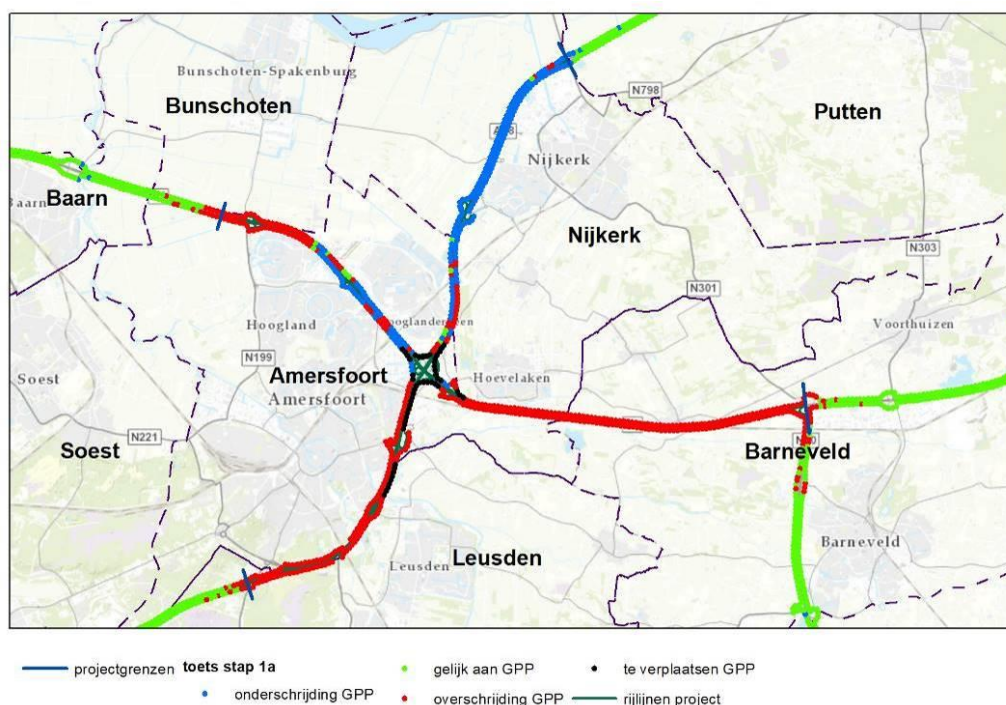 Bunschoten-Spakenburg
Bunschoten
N798
Putten
Nijkerk
Baarn
Baarn
Nijkerk
N303
N301
Hoogland
Voorthuizen
N199
Hoevelaken
Soest
Amersfoort
Amersfoort
N221
Soest
Barneveld
Leusden
Leusden
Barneveld
projectgrenzen toets stap 1a
gelijk aan GPP
te verplaatsen GPP
onderschrijding GPP
overschrijding GPP
rijlijnen project